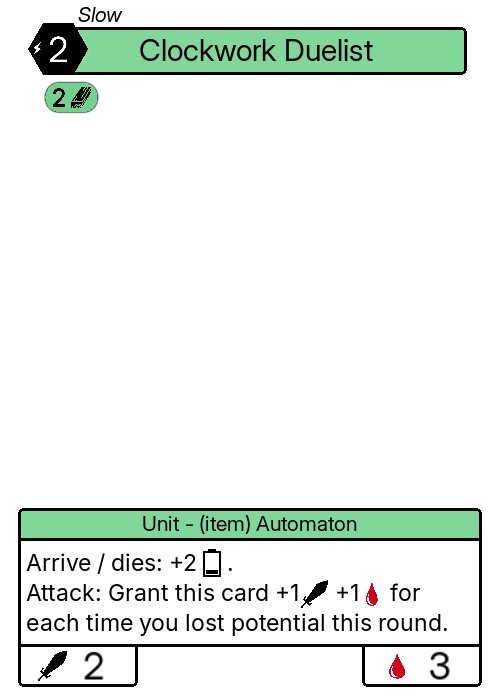 Slow
2 Clockwork Duelist
2
Unit - (item) Automaton
Arrive / dies: +2 .
Attack: Grant this card +1 +1 for
each time you lost potential this round.
2 3